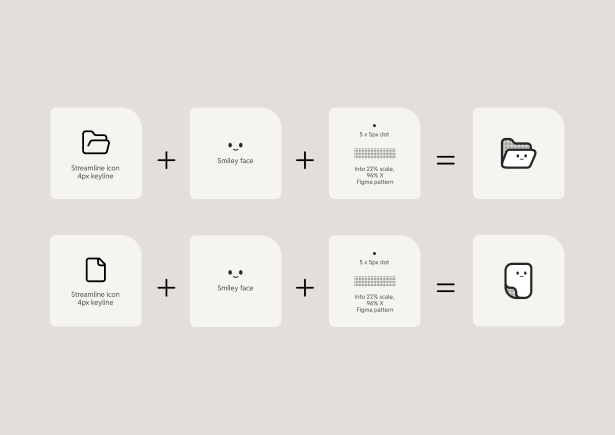 Streamline icon
4px keyline
+
Smiley face
+
5 x 5px dot
Into 22% scale,
96% X
Figma pattern
=
Streamline icon
4px keyline
+
Smiley face
+
5 x 5px dot
Into 22% scale,
96% X
Figma pattern
=